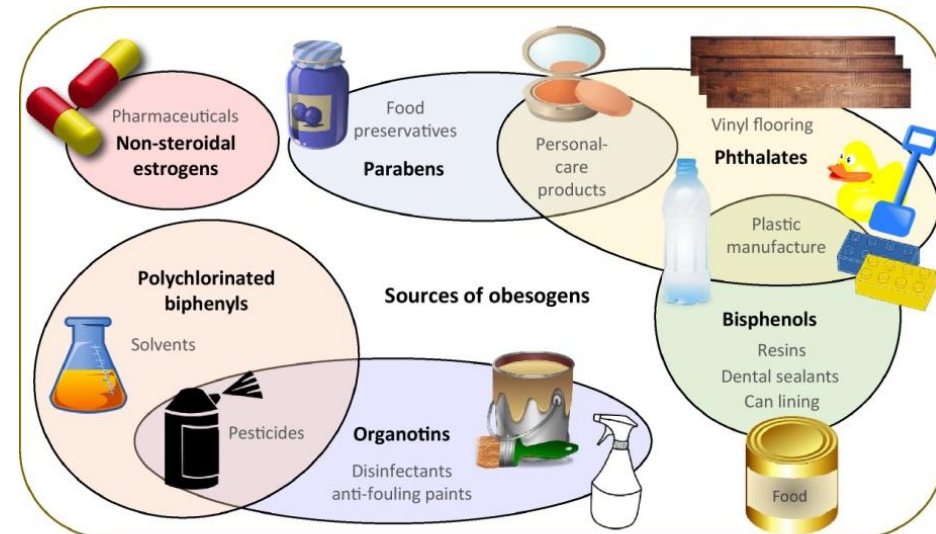 Pharmaceuticals
Non-steroidal
estrogens
Food
preservatives
Parabens
Personal-
care
products
Vinyl flooring
Phthalates
Plastic
manufacture
Polychlorinated
biphenyls
Solvents
Sources of obesogens
Bisphenols
Resins
Dental sealants
Can lining
Pesticides
Organotins
Disinfectants
anti-fouling paints
Food